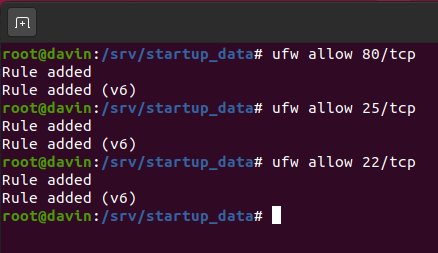 root@davin:/srv/startup_data# ufw allow 80/tcp
Rule added
Rule added (v6)
root@davin:/srv/startup_data# ufw allow 25/tcp
Rule added
Rule added (v6)
root@davin:/srv/startup_data# ufw allow 22/tcp
Rule added
Rule added (v6)
root@davin:/srv/startup_data#